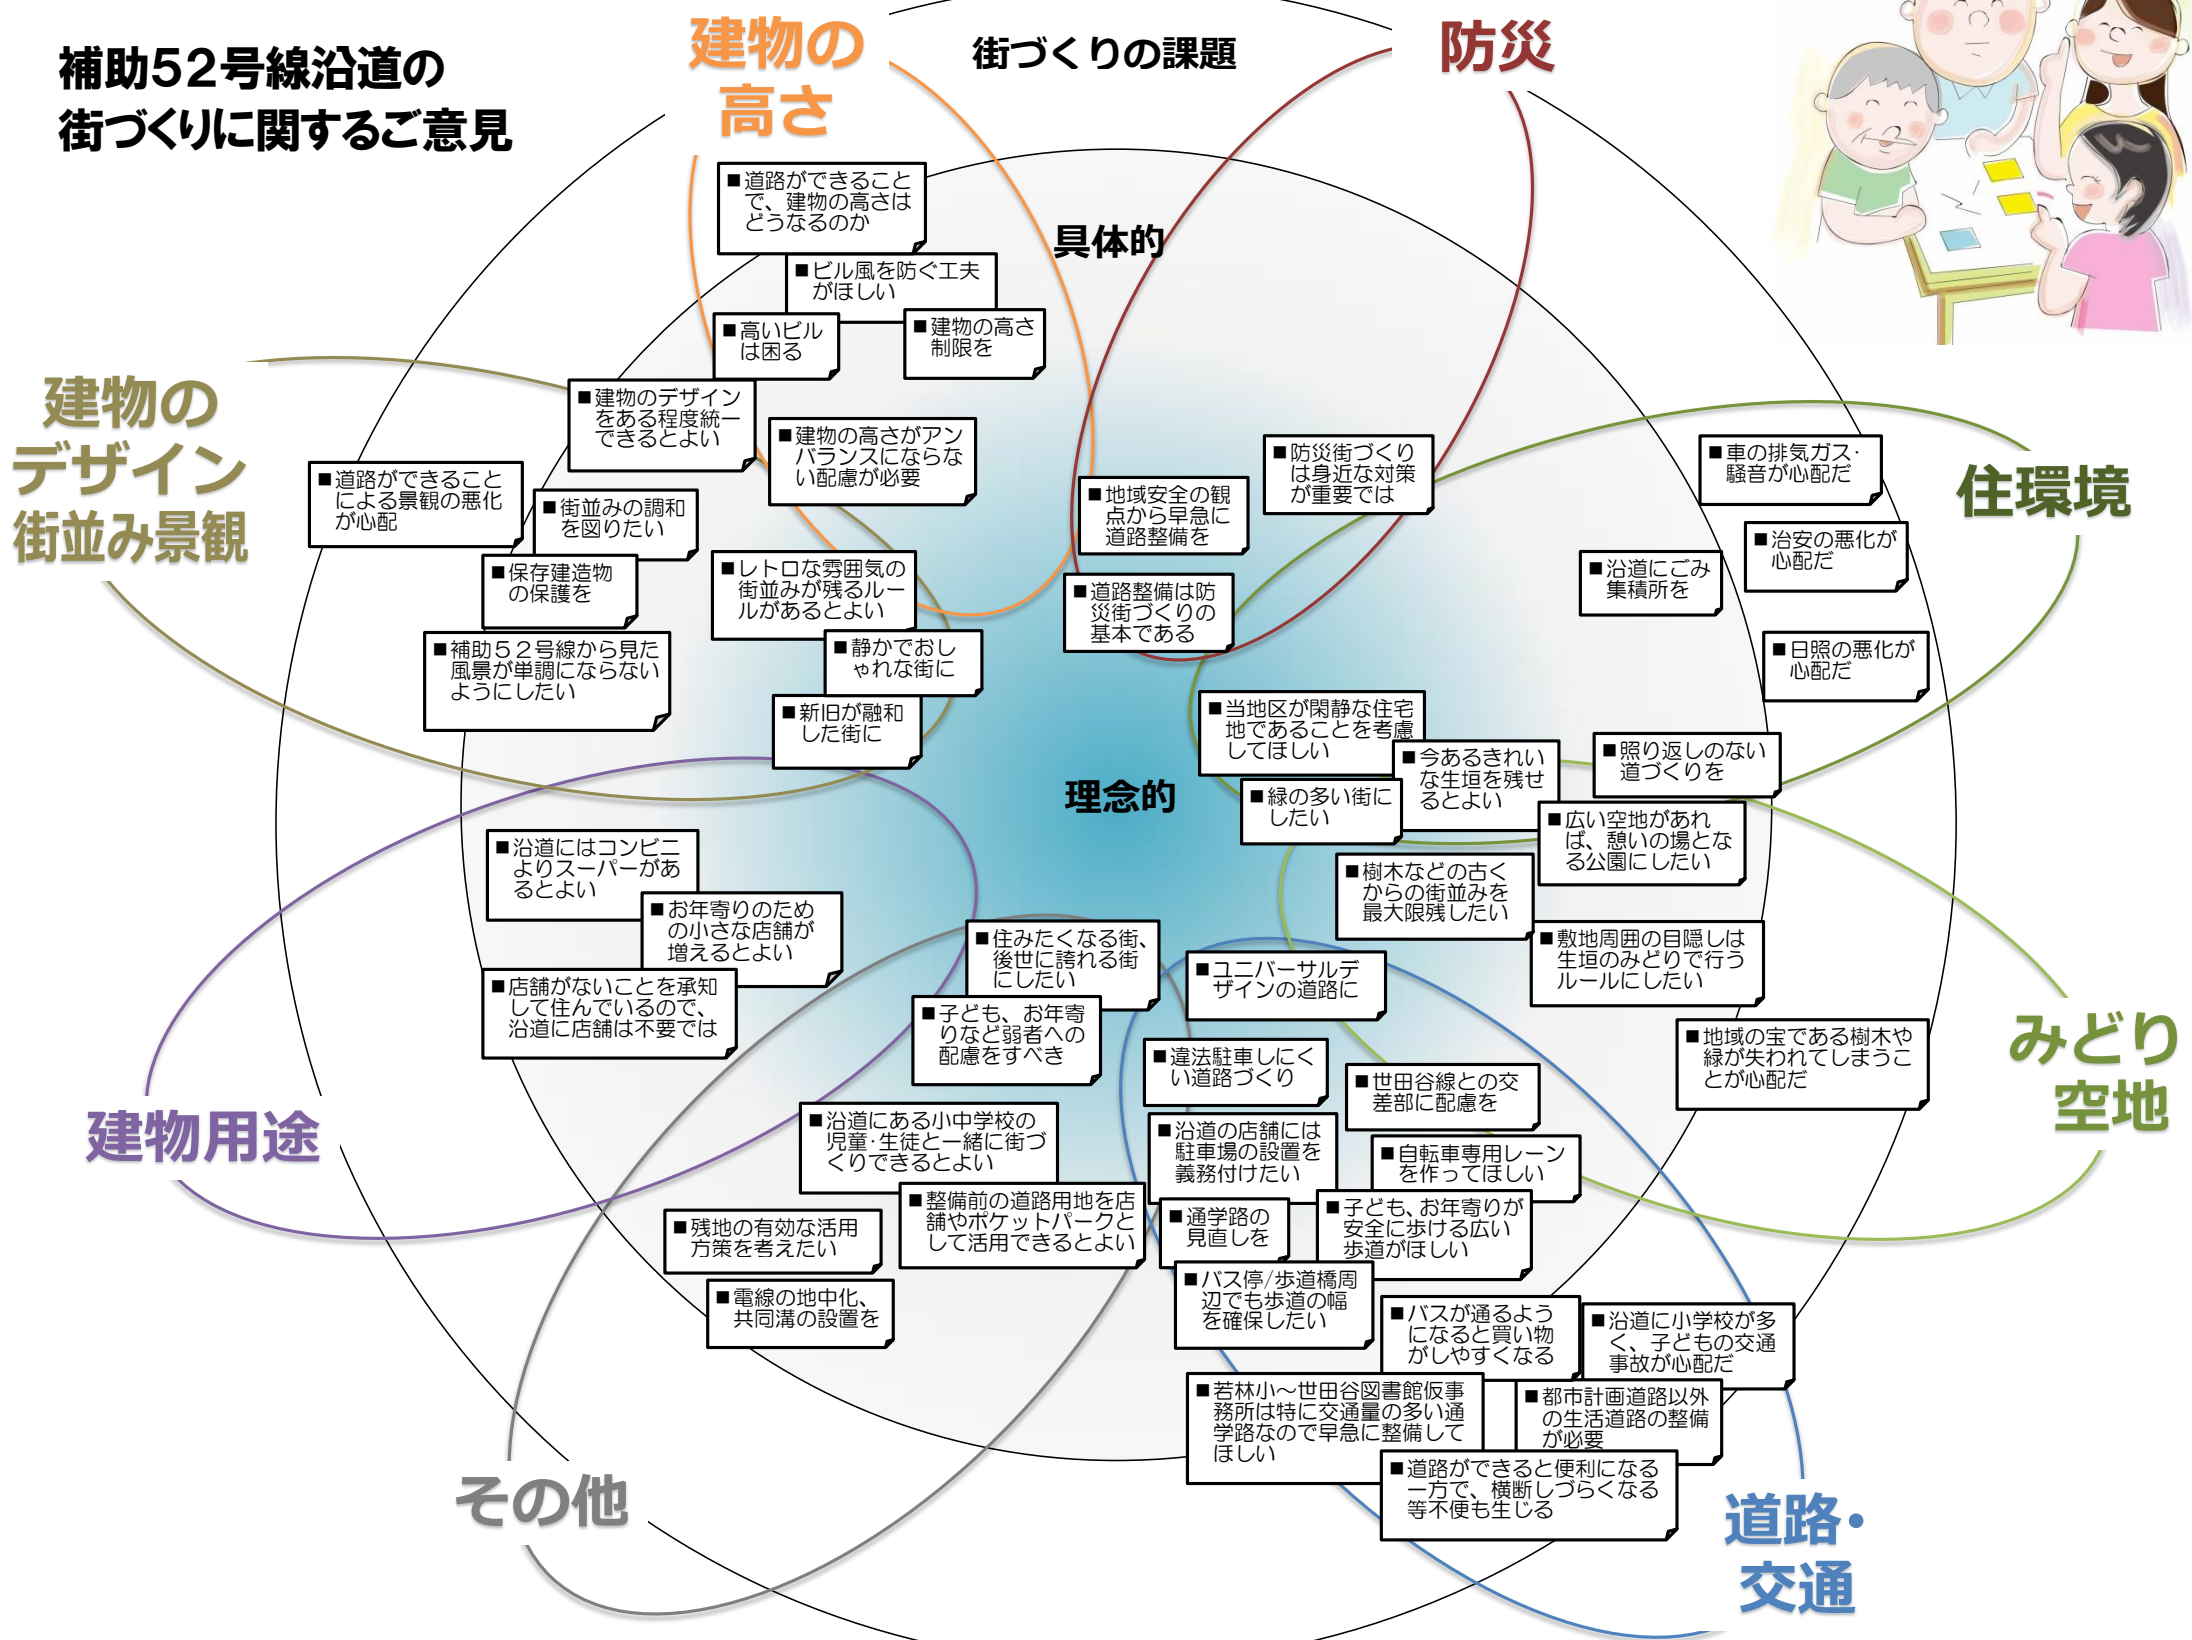 補助５２号線沿道の
街づくりに関するご意見
建物の
高さ
街づくりの課題
防災
具体的
理念的
■道路ができること
で、建物の高さは
どうなるのか
■ビル風を防ぐ工夫
がほしい
■高いビル
は困る
■建物の高さ
制限を
■建物の高さがアン
バランスにならな
い配慮が必要
建物の
デザイン
街並み景観
■建物のデザイン
をある程度統一
できるとよい
■道路ができること
による景観の悪化
が心配
■街並みの調和
を図りたい
■保存建造物
の保護を
■レトロな雰囲気の
街並みが残るルー
ルがあるとよい
■補助５２号線から見た
風景が単調にならない
ようにしたい
■静かでおし
ゃれな街に
■新旧が融和
した街に
■防災街づくり
は身近な対策
が重要では
■地域安全の観
点から早急に
道路整備を
■道路整備は防
災街づくりの
基本である
住環境
■車の排気ガス・
騒音が心配だ
■治安の悪化が
心配だ
■沿道にごみ
集積所を
■日照の悪化が
心配だ
■当地区が閑静な住宅
地であることを考慮
してほしい
■今あるきれい
な生垣を残せ
るとよい
■照り返しのない
道づくりを
■緑の多い街に
したい
■広い空地があれ
ば、憩いの場とな
る公園にしたい
■樹木などの古く
からの街並みを
最大限残したい
■敷地周囲の目隠しは
生垣のみどりで行う
ルールにしたい
■地域の宝である樹木や
緑が失われてしまうこ
とが心配だ
みどり
空地
建物用途
■沿道にはコンビニ
よりスーパーがあ
るとよい
■お年寄りのため
の小さな店舗が
増えるとよい
■店舗がないことを承知
して住んでいるので、
沿道に店舗は不要では
■住みたくなる街、
後世に誇れる街
にしたい
■子ども、お年寄
りなど弱者への
配慮をすべき
■沿道にある小中学校の
児童・生徒と一緒に街づ
くりできるとよい
■整備前の道路用地を店
舗やポケットパークと
して活用できるとよい
■残地の有効な活用
方策を考えたい
■電線の地中化、
共同溝の設置を
その他
■ユニバーサルデ
ザインの道路に
■違法駐車しにく
い道路づくり
■世田谷線との交
差部に配慮を
■沿道の店舗には
駐車場の設置を
義務付けたい
■自転車専用レーン
を作ってほしい
■通学路の
見直しを
■子ども、お年寄りが
安全に歩ける広い
歩道がほしい
■バス停/歩道橋周
辺でも歩道の幅
を確保したい
■バスが通るよう
になると買い物
がしやすくなる
■沿道に小学校が多
く、子どもの交通
事故が心配だ
■若林小～世田谷図書館仮事
務所は特に交通量の多い通
学路なので早急に整備して
ほしい
■都市計画道路以外
の生活道路の整備
が必要
■道路ができると便利になる
一方で、横断しづらくなる
等不便も生じる
道路・
交通